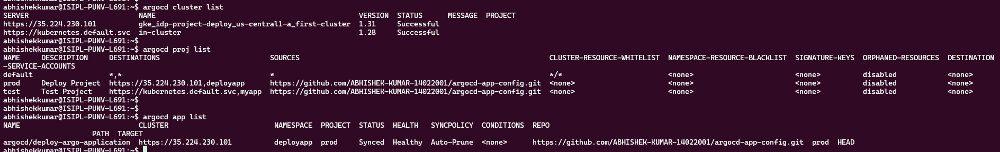 abhishekkumar@ISIPL-PUNV-L691:~$ argocd cluster list
SERVER                          NAME                                                VERSION  STATUS      MESSAGE  PROJECT
https://35.224.230.101          gke_idp-project-deploy_us-central1-a_first-cluster  1.31     Successful
https://kubernetes.default.svc  in-cluster                                          1.28     Successful
abhishekkumar@ISIPL-PUNV-L691:~$
abhishekkumar@ISIPL-PUNV-L691:~$ argocd proj list
NAME     DESCRIPTION     DESTINATIONS                          SOURCES                                                           CLUSTER-RESOURCE-WHITELIST  NAMESPACE-RESOURCE-BLACKLIST  SIGNATURE-KEYS  ORPHANED-RESOURCES  DESTINATION
-SERVICE-ACCOUNTS
default                  *,*                                   *                                                                 */*                         <none>                        <none>          disabled            <none>
prod     Deploy Project  https://35.224.230.101,deployapp      https://github.com/ABHISHEK-KUMAR-14022001/argocd-app-config.git  <none>                      <none>                        <none>          disabled            <none>
test     Test Project    https://kubernetes.default.svc,myapp  https://github.com/ABHISHEK-KUMAR-14022001/argocd-app-config.git  <none>                      <none>                        <none>          disabled            <none>
abhishekkumar@ISIPL-PUNV-L691:~$
abhishekkumar@ISIPL-PUNV-L691:~$
abhishekkumar@ISIPL-PUNV-L691:~$ argocd app list
NAME                            CLUSTER                         NAMESPACE  PROJECT  STATUS  HEALTH   SYNCPOLICY  CONDITIONS  REPO
                     PATH  TARGET
argocd/deploy-argo-application  https://35.224.230.101          deployapp  prod     Synced  Healthy  Auto-Prune  <none>      https://github.com/ABHISHEK-KUMAR-14022001/argocd-app-config.git  prod  HEAD
abhishekkumar@ISIPL-PUNV-L691:~$